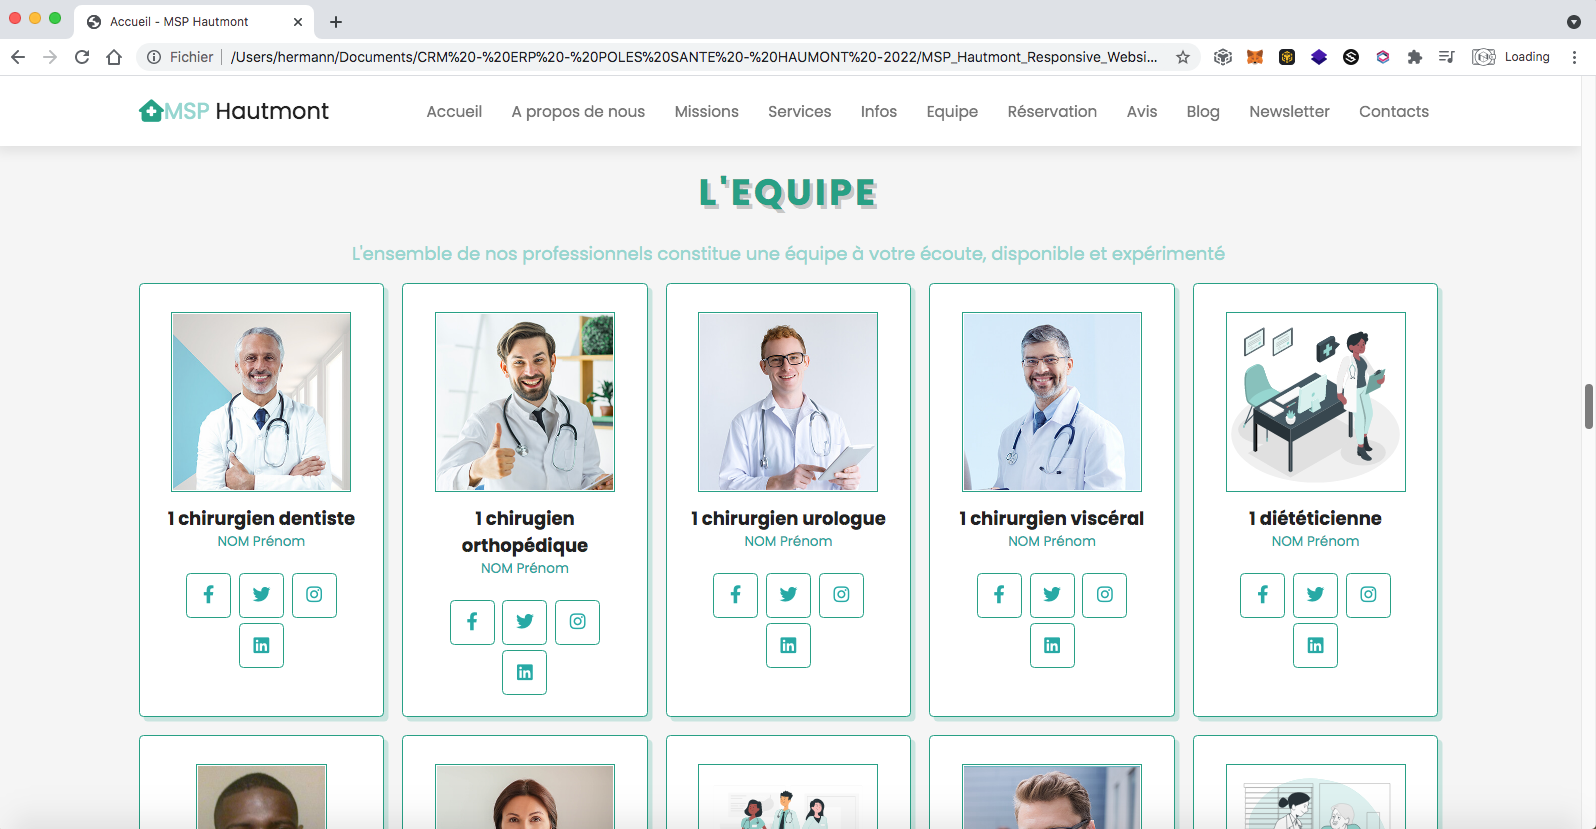 Accueil - MSP Hautmont
Fichier
/Users/hermann/Documents/CRM%20-%20ERP%20-%20POLES%20SANTE%20-%20HAUMONT%20-2022/MSP_Hautmont_Responsive_Websi...
Loading
MSP Hautmont
Accueil
A propos de nous
Missions
Services
Infos
Equipe
Réservation
Avis
Blog
Newsletter
Contacts
L'EQUIPE
L'ensemble de nos professionnels constitue une équipe à votre écoute, disponible et expérimenté
1 chirurgien dentiste
NOM Prénom
1 chirugien
orthopédique
NOM Prénom
1 chirurgien urologue
NOM Prénom
1 chirurgien viscéral
NOM Prénom
1 diététicienne
NOM Prénom